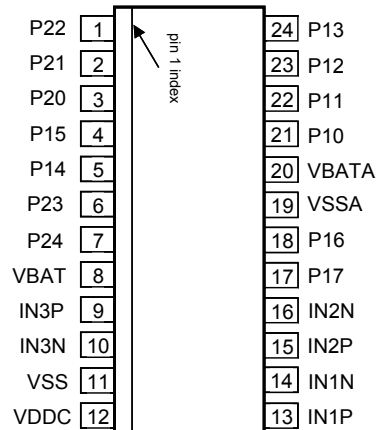 P22 1 24 P13
P21 2 23 P12
P20 3 22 P11
P15 4 21 P10
P14 5 20 VBATA
P23 6 19 VSSA
P24 7 18 P16
VBAT 8 17 P17
IN3P 9 16 IN2N
IN3N 10 15 IN2P
VSS 11 14 IN1N
VDDC 12 13 IN1P
pin 1 index